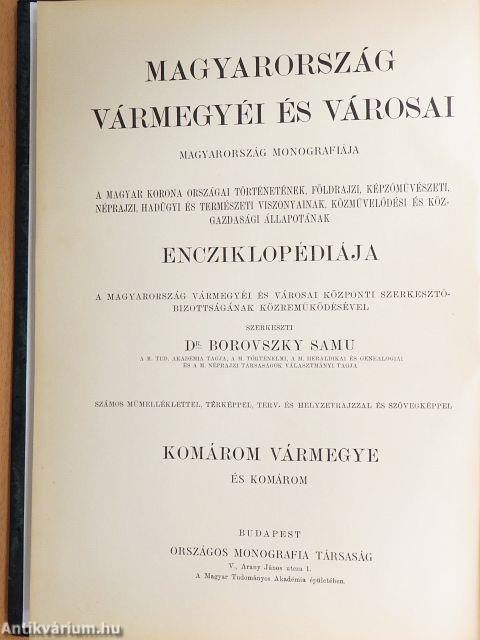 MAGYARORSZÁG
VÁRMEGYÉI ÉS VÁROSAI
MAGYARORSZÁG MONOGRAFIÁJA
A MAGYAR KORONA ORSZÁGAI TÖRTÉNETÉNEK, FÖLDRAJZI, KÉPZŐMŰVÉSZETI,
NÉPRAJZI, HADÜGYI ÉS TERMÉSZETI VISZONYAINAK, KÖZMŰVELŐDÉSI ÉS KÖZ-
GAZDASÁGI ÁLLAPOTÁNAK
ENCZIKLOPÉDIÁJA
A MAGYARORSZÁG VÁRMEGYÉI ÉS VÁROSAI KÖZPONTI SZERKESZTŐ-
BIZOTTSÁGÁNAK KÖZREMŰKÖDÉSÉVEL
SZERKESZTI
DR. BOROVSZKY SAMU
A M. TUD. AKADÉMIA TAGJA, A M. TÖRTÉNELMI, A M. HERALDIKAI ÉS GENEALOGIAI
ÉS A M. NÉPRAJZI TÁRSASÁGOK VÁLASZTMÁNYI TAGJA
SZÁMOS MŰMELLÉKLETTEL, TÉRKÉPPEL, TERV- ÉS HELYZETRAJZZAL ÉS SZÖVEGKÉPPEL
KOMÁROM VÁRMEGYE
ÉS KOMÁROM
BUDAPEST
ORSZÁGOS MONOGRAFIA TÁRSASÁG
V., Arany János utcza 1.
A Magyar Tudományos Akadémia épületében.
Antikvárium.hu